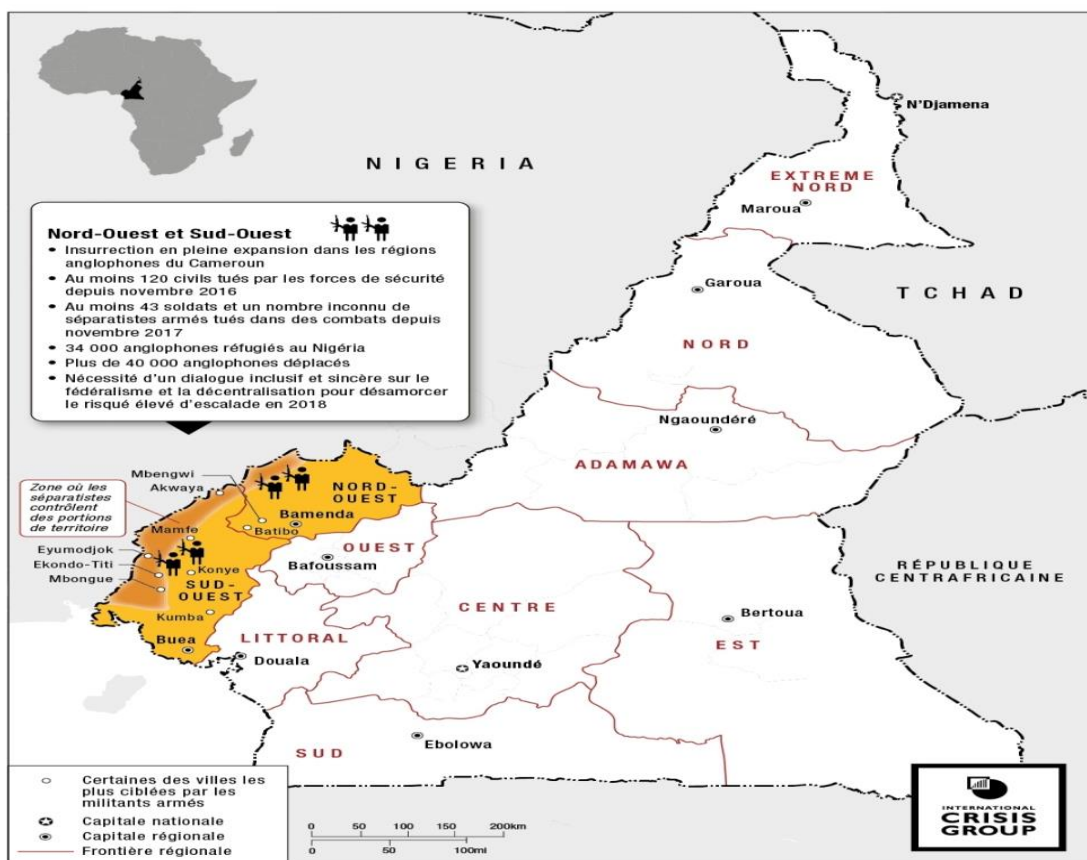 N'Djamena
NIGERIA
EXTREME
NORD
Maroua
Nord-Ouest et Sud-Ouest
• Insurrection en pleine expansion dans les régions
anglophones du Cameroun
• Au moins 120 civils tués par les forces de sécurité
depuis novembre 2016
• Au moins 43 soldats et un nombre inconnu de
séparatistes armés tués dans des combats depuis
novembre 2017
• 34 000 anglophones réfugiés au Nigéria
• Plus de 40 000 anglophones déplacés
• Nécessité d'un dialogue inclusif et sincère sur le
fédéralisme et la décentralisation pour désamorcer
le risqué élevé d'escalade en 2018
Garoua
TCHAD
NORD
Ngaoundéré
ADAMAWA
Mbengwi
Akwaya
Zone où les
séparatistes
contrôlent
des portions
de territoire
NORD-
OUEST
Bamenda
Mamfe
Batibo
Eyumodjok
Ekondo-Titi
Mbongue
Konye
SUD-
OUEST
Kumba
Buea
OUEST
Bafoussam
RÉPUBLIQUE
CENTRAFRICAINE
CENTRE
Bertoua
EST
LITTORAL
Douala
Yaoundé
Ebolowa
SUD
Certaines des villes les
plus ciblées par les
militants armés
Capitale nationale
Capitale régionale
Frontière régionale
0 50 100 150 200km
0 50 100mi
INTERNATIONAL
CRISIS
GROUP